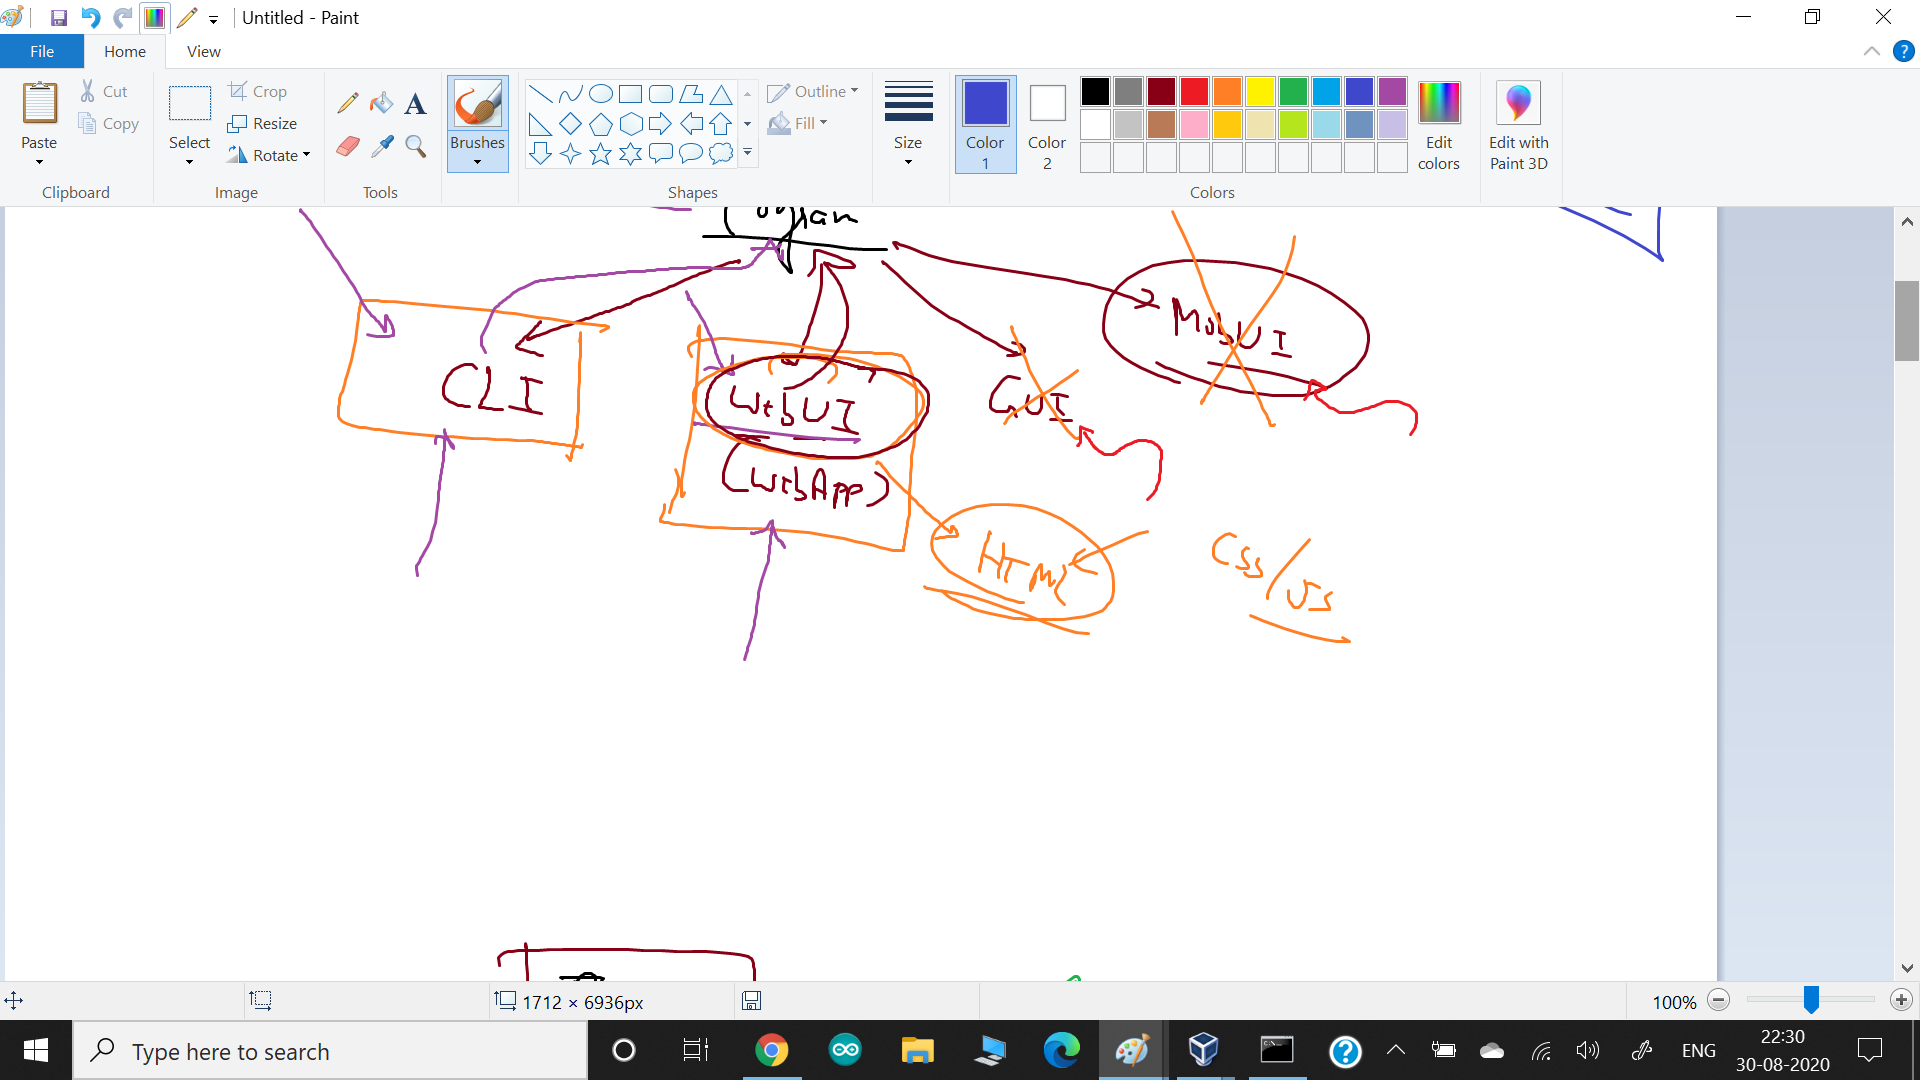 Untitled - Paint
File
Home
View
Paste
Cut
Copy
Clipboard
Select
Crop
Resize
Rotate
Image
Tools
Brushes
Shapes
Outline
Fill
Size
Color
1
Color
2
Edit
colors
Colors
Edit with
Paint 3D
CLI
WebUI
(WebApp)
GUI
MobUI
HTML
CSS/JS
1712 × 6936px
100%
Type here to search
ENG
22:30
30-08-2020